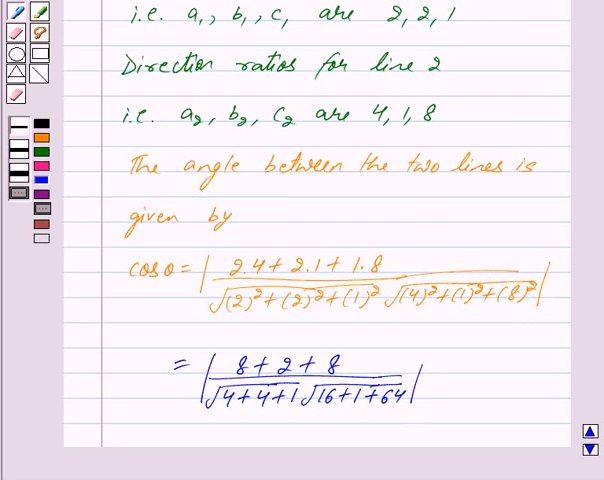 i.e. a₁, b₁, c₁ are 2, 2, 1
Direction ratios for line 2
i.e. a₂, b₂, c₂ are 4, 1, 8
The angle between the two lines is
given by
cosθ = | (2.4 + 2.1 + 1.8) / (√((2)² + (2)² + (1)²) √((4)² + (1)² + (8)²)) |
= | (8 + 2 + 8) / (√(4+4+1) √(16+1+64)) |